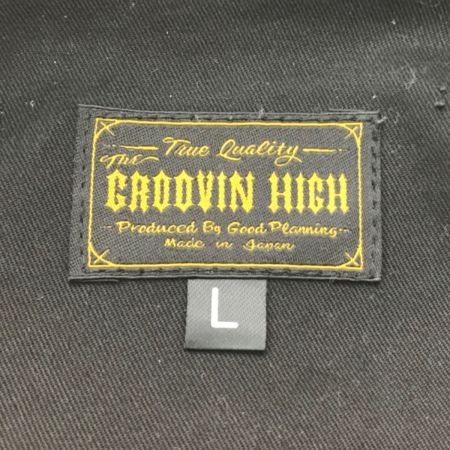 True Quality
The
GROOVIN HIGH
Produced By Good Planning
Made in Japan
L